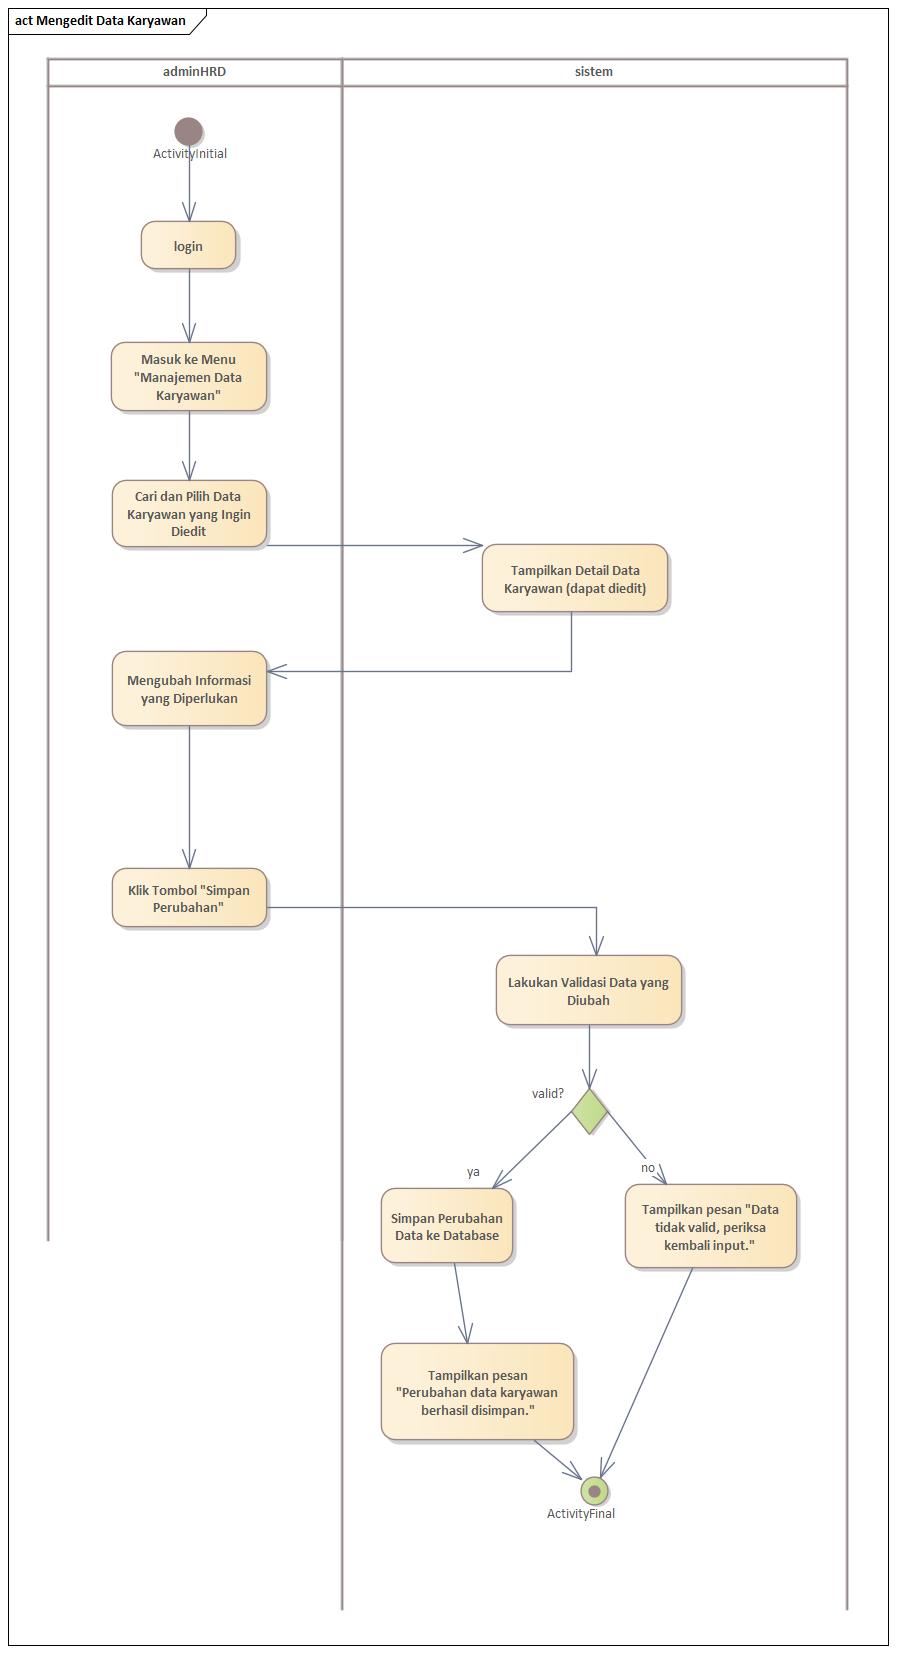 act Mengedit Data Karyawan
adminHRD
sistem
ActivityInitial
login
Masuk ke Menu
"Manajemen Data
Karyawan"
Cari dan Pilih Data
Karyawan yang Ingin
Diedit
Tampilkan Detail Data
Karyawan (dapat diedit)
Mengubah Informasi
yang Diperlukan
Klik Tombol "Simpan
Perubahan"
Lakukan Validasi Data yang
Diubah
valid?
ya
no
Simpan Perubahan
Data ke Database
Tampilkan pesan "Data
tidak valid, periksa
kembali input."
Tampilkan pesan
"Perubahan data karyawan
berhasil disimpan."
ActivityFinal